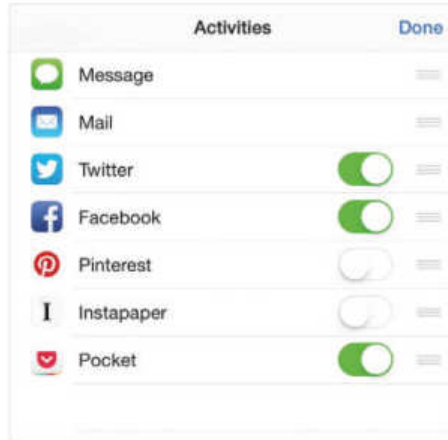 Activities Done
Message
Mail
Twitter
Facebook
Pinterest
Instapaper
Pocket